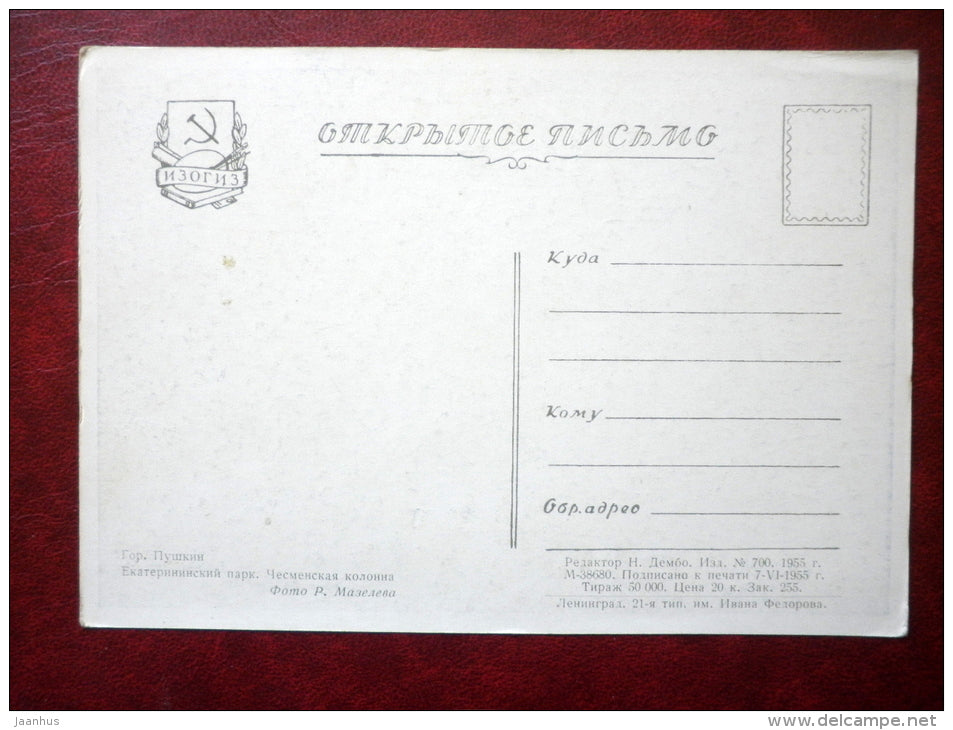 ОТКРЫТОЕ ПИСЬМО
ИЗОГИЗ
Куда
Кому
Обр. адрес
Гор. Пушкин
Екатерининский парк. Чесменская колонна
Фото Р. Мазелева
Редактор Н. Дембо. Изд. № 700. 1955 г.
М-38680. Подписано к печати 7-VI-1955 г.
Тираж 50 000. Цена 20 к. Зак. 255.
Ленинград. 21-я тип. им. Ивана Федорова.
jaanhus
www.delcampe.net